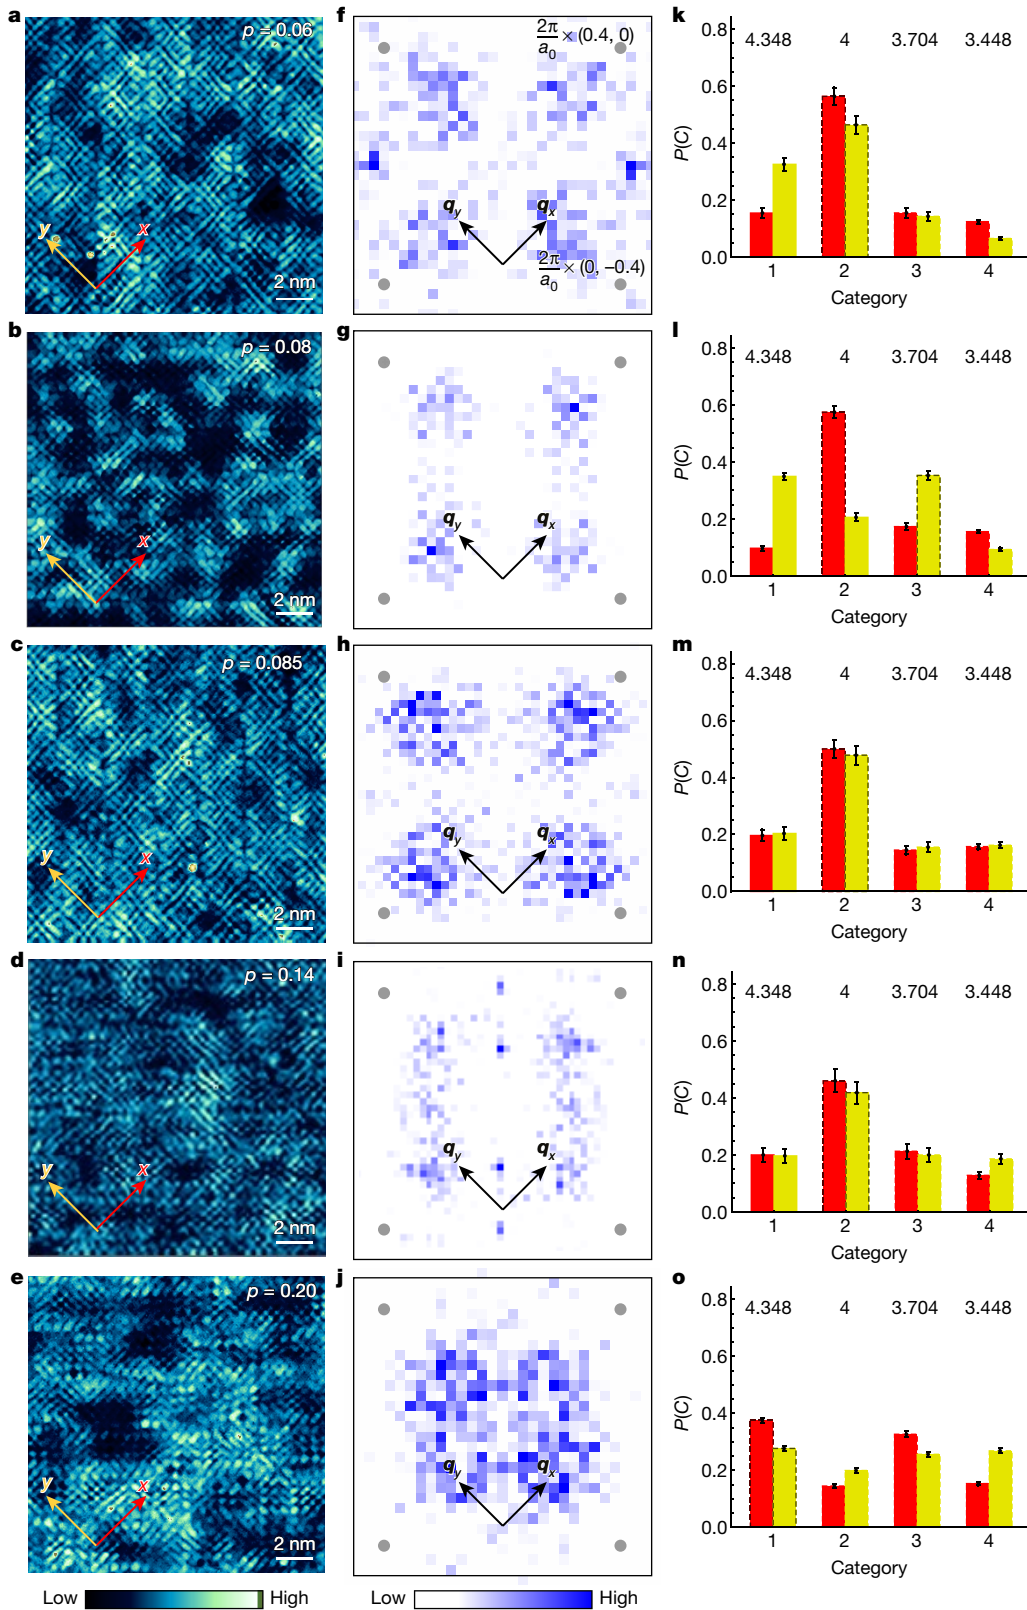 a
p = 0.06
y
x
2 nm
f
2π/a0 × (0.4, 0)
qy
qx
2π/a0 × (0, −0.4)
k
0.8
0.6
0.4
0.2
0.0
P(C)
4.348 4 3.704 3.448
1 2 3 4
Category
b
p = 0.08
y
x
2 nm
g
qy
qx
l
0.8
0.6
0.4
0.2
0.0
P(C)
4.348 4 3.704 3.448
1 2 3 4
Category
c
p = 0.085
y
x
2 nm
h
qy
qx
m
0.8
0.6
0.4
0.2
0.0
P(C)
4.348 4 3.704 3.448
1 2 3 4
Category
d
p = 0.14
y
x
2 nm
i
qy
qx
n
0.8
0.6
0.4
0.2
0.0
P(C)
4.348 4 3.704 3.448
1 2 3 4
Category
e
p = 0.20
y
x
2 nm
j
qy
qx
o
0.8
0.6
0.4
0.2
0.0
P(C)
4.348 4 3.704 3.448
1 2 3 4
Category
Low High
Low High